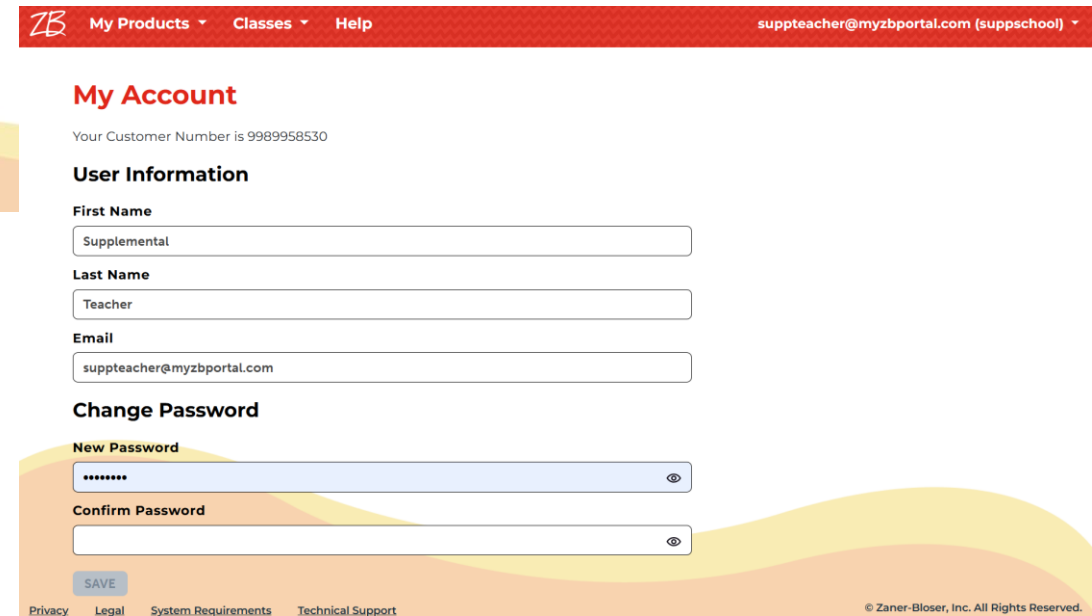 ZB My Products Classes Help suppteacher@myzbportal.com (suppschool)
My Account
Your Customer Number is 9989958530
User Information
First Name
Supplemental
Last Name
Teacher
Email
suppteacher@myzbportal.com
Change Password
New Password
••••••••
Confirm Password
SAVE
Privacy Legal System Requirements Technical Support © Zaner-Bloser, Inc. All Rights Reserved.